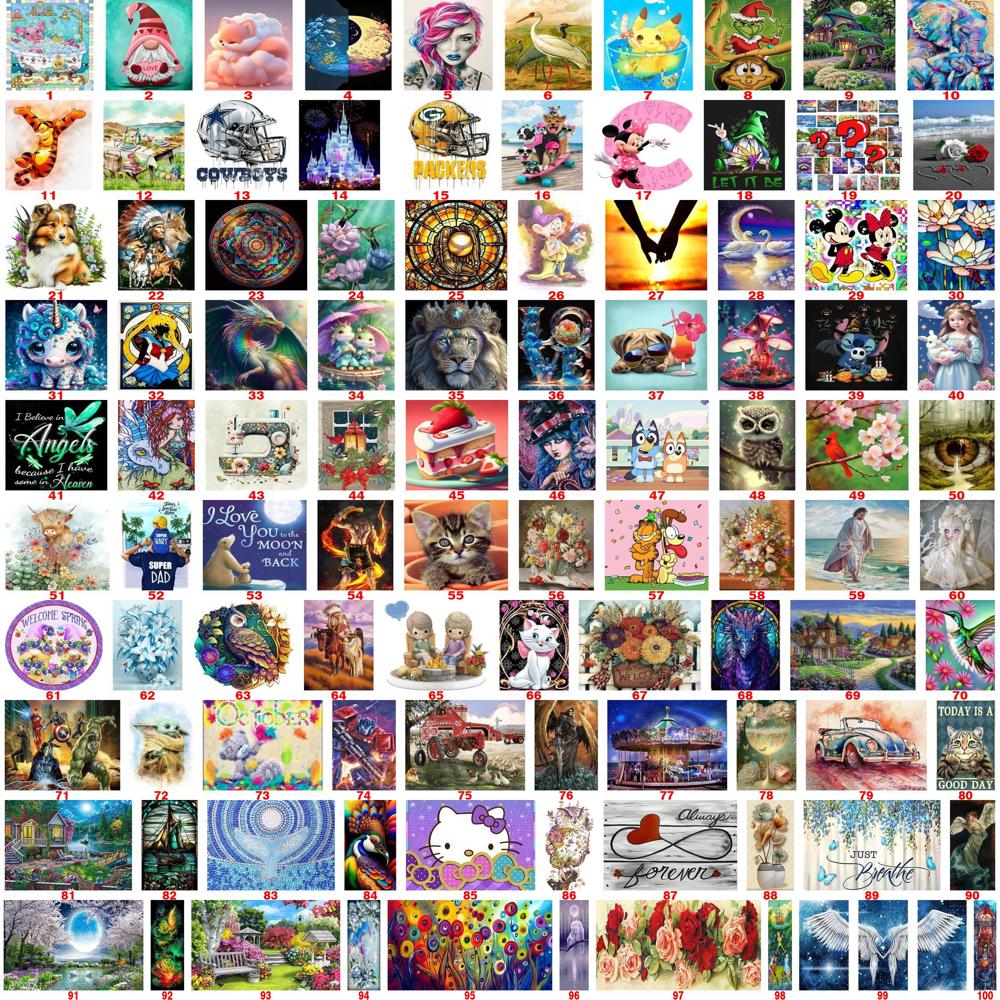 LOVE
1 2 3 4 5 6 7 8 9 10
COWBOYS
PACKERS
C
LET IT BE
? ? ?
11 12 13 14 15 16 17 18 19 20
21 22 23 24 25 26 27 28 29 30
LOVE
31 32 33 34 35 36 37 38 39 40
I Believe in
Angels
because I have
some in Heaven
41 42 43 44 45 46 47 48 49 50
SUPER
DAD
I Love
You to the
MOON
and
BACK
51 52 53 54 55 56 57 58 59 60
WELCOME SPRING
WELCOME
61 62 63 64 65 66 67 68 69 70
OCTOBER
TODAY IS A
GOOD DAY
71 72 73 74 75 76 77 78 79 80
Always
forever
JUST
Breathe
81 82 83 84 85 86 87 88 89 90
91 92 93 94 95 96 97 98 99 100